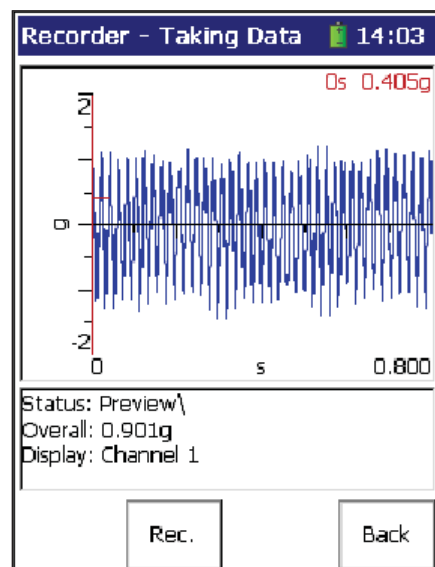 Recorder - Taking Data 14:03
0s 0.405g
2
g
-2
0 s 0.800
Status: Preview\
Overall: 0.901g
Display: Channel 1
Rec. Back